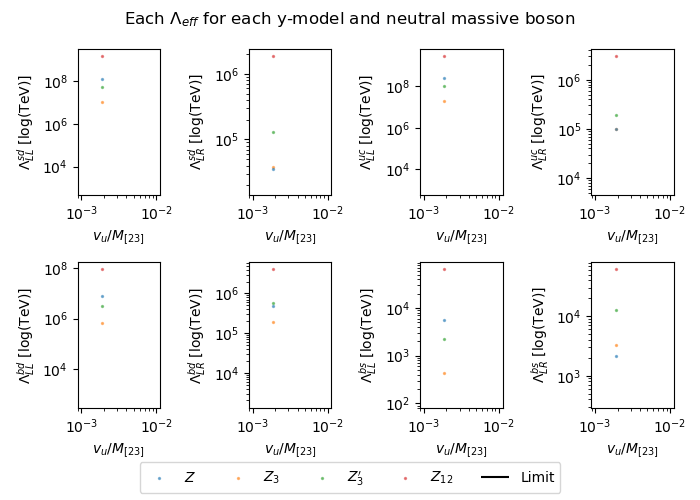 Each Λ_eff for each y-model and neutral massive boson
Λ^sd_LL [log(TeV)]
10^8
10^6
10^4
10^−3
10^−2
v_u/M_[23]
Λ^sd_LR [log(TeV)]
10^6
10^5
10^−3
10^−2
v_u/M_[23]
Λ^uc_LL [log(TeV)]
10^8
10^6
10^4
10^−3
10^−2
v_u/M_[23]
Λ^uc_LR [log(TeV)]
10^6
10^5
10^4
10^−3
10^−2
v_u/M_[23]
Λ^bd_LL [log(TeV)]
10^8
10^6
10^4
10^−3
10^−2
v_u/M_[23]
Λ^bd_LR [log(TeV)]
10^6
10^5
10^4
10^−3
10^−2
v_u/M_[23]
Λ^bs_LL [log(TeV)]
10^4
10^3
10^2
10^−3
10^−2
v_u/M_[23]
Λ^bs_LR [log(TeV)]
10^4
10^3
10^−3
10^−2
v_u/M_[23]
Z Z_3 Z′_3 Z_12 Limit